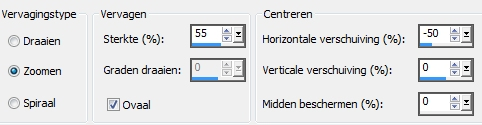 Vervagingstype
Draaien
Zoomen
Spiraal
Vervagen
Sterkte (%): 55
Graden draaien: 0
Ovaal
Centreren
Horizontale verschuiving (%): -50
Verticale verschuiving (%): 0
Midden beschermen (%): 0